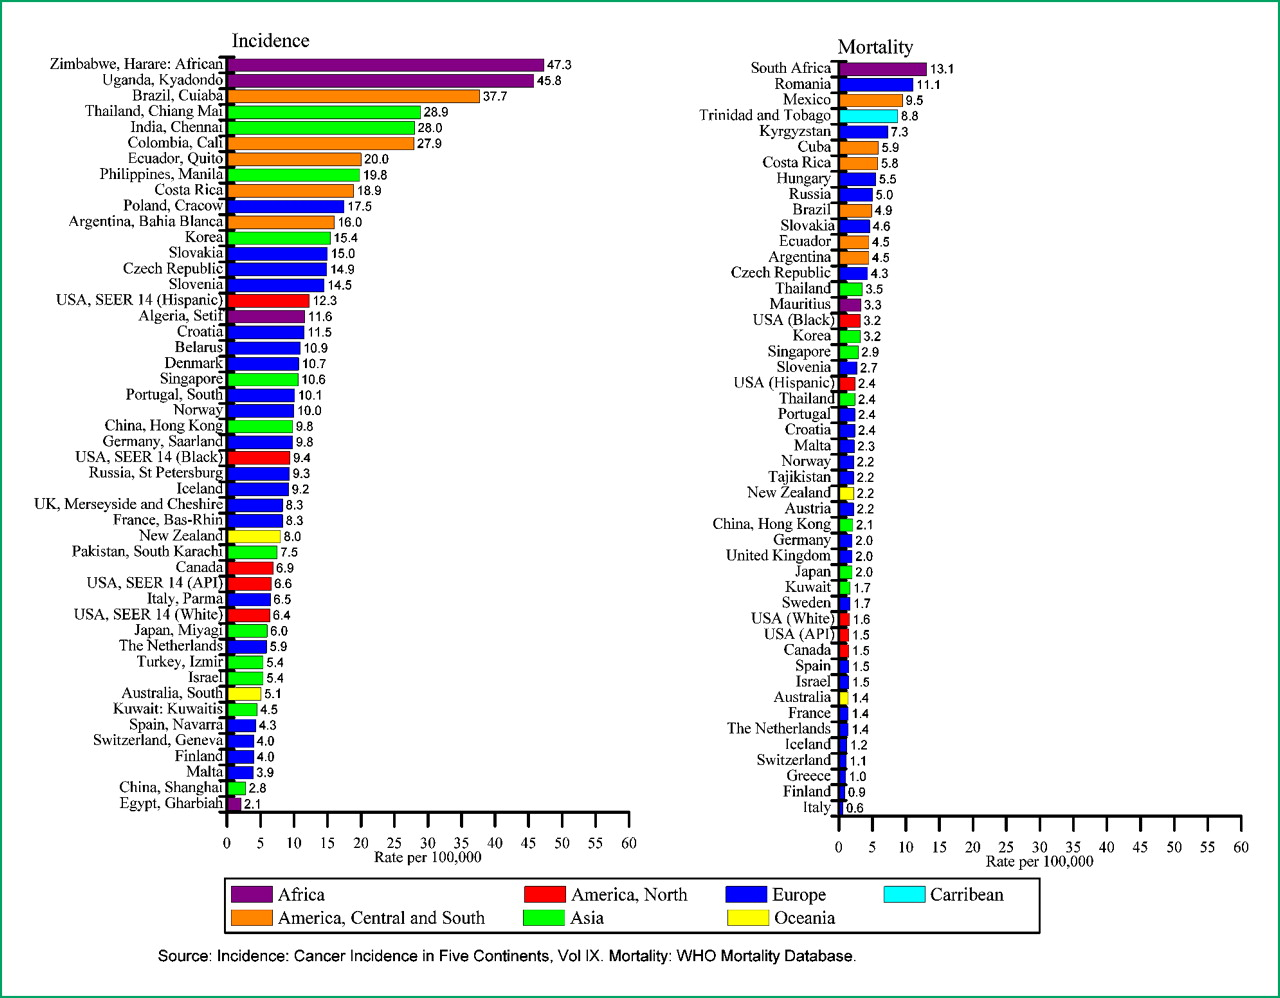 Incidence
Zimbabwe, Harare: African 47.3
Uganda, Kyadondo 45.8
Brazil, Cuiaba 37.7
Thailand, Chiang Mai 28.9
India, Chennai 28.0
Colombia, Cali 27.9
Ecuador, Quito 20.0
Philippines, Manila 19.8
Costa Rica 18.9
Poland, Cracow 17.5
Argentina, Bahia Blanca 16.0
Korea 15.4
Slovakia 15.0
Czech Republic 14.9
Slovenia 14.5
USA, SEER 14 (Hispanic) 12.3
Algeria, Setif 11.6
Croatia 11.5
Belarus 10.9
Denmark 10.7
Singapore 10.6
Portugal, South 10.1
Norway 10.0
China, Hong Kong 9.8
Germany, Saarland 9.8
USA, SEER 14 (Black) 9.4
Russia, St Petersburg 9.3
Iceland 9.2
UK, Merseyside and Cheshire 8.3
France, Bas-Rhin 8.3
New Zealand 8.0
Pakistan, South Karachi 7.5
Canada 6.9
USA, SEER 14 (API) 6.6
Italy, Parma 6.5
USA, SEER 14 (White) 6.4
Japan, Miyagi 6.0
The Netherlands 5.9
Turkey, Izmir 5.4
Israel 5.4
Australia, South 5.1
Kuwait: Kuwaitis 4.5
Spain, Navarra 4.3
Switzerland, Geneva 4.0
Finland 4.0
Malta 3.9
China, Shanghai 2.8
Egypt, Gharbiah 2.1
0 5 10 15 20 25 30 35 40 45 50 55 60
Rate per 100,000
Mortality
South Africa 13.1
Romania 11.1
Mexico 9.5
Trinidad and Tobago 8.8
Kyrgyzstan 7.3
Cuba 5.9
Costa Rica 5.8
Hungary 5.5
Russia 5.0
Brazil 4.9
Slovakia 4.6
Ecuador 4.5
Argentina 4.5
Czech Republic 4.3
Thailand 3.5
Mauritius 3.3
USA (Black) 3.2
Korea 3.2
Singapore 2.9
Slovenia 2.7
USA (Hispanic) 2.4
Thailand 2.4
Portugal 2.4
Croatia 2.4
Malta 2.3
Norway 2.2
Tajikistan 2.2
New Zealand 2.2
Austria 2.2
China, Hong Kong 2.1
Germany 2.0
United Kingdom 2.0
Japan 2.0
Kuwait 1.7
Sweden 1.7
USA (White) 1.6
USA (API) 1.5
Canada 1.5
Spain 1.5
Israel 1.5
Australia 1.4
France 1.4
The Netherlands 1.4
Iceland 1.2
Switzerland 1.1
Greece 1.0
Finland 0.9
Italy 0.6
0 5 10 15 20 25 30 35 40 45 50 55 60
Rate per 100,000
Africa America, North Europe Carribean
America, Central and South Asia Oceania
Source: Incidence: Cancer Incidence in Five Continents, Vol IX. Mortality: WHO Mortality Database.